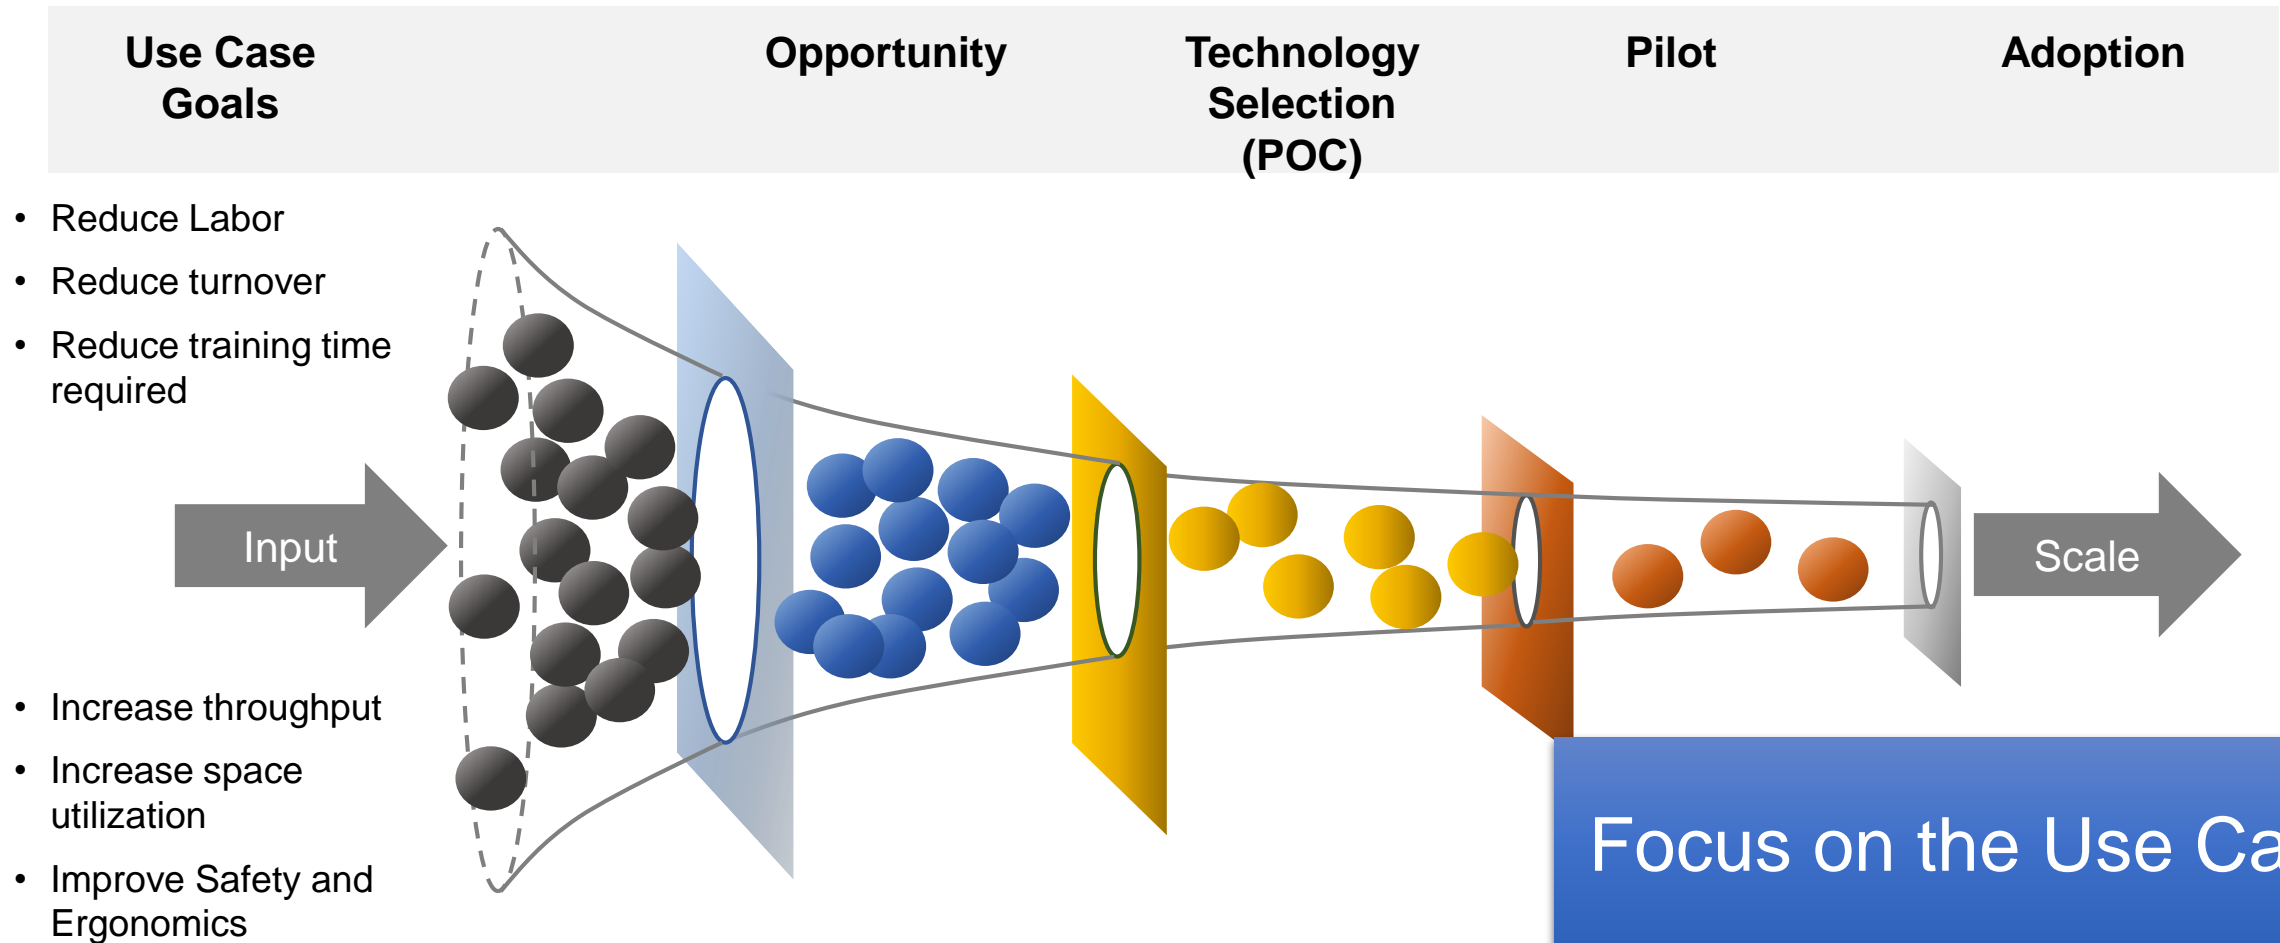 Use Case
Goals
Opportunity
Technology
Selection
(POC)
Pilot
Adoption
• Reduce Labor
• Reduce turnover
• Reduce training time
required
Input
Scale
• Increase throughput
• Increase space
utilization
• Improve Safety and
Ergonomics
Focus on the Use